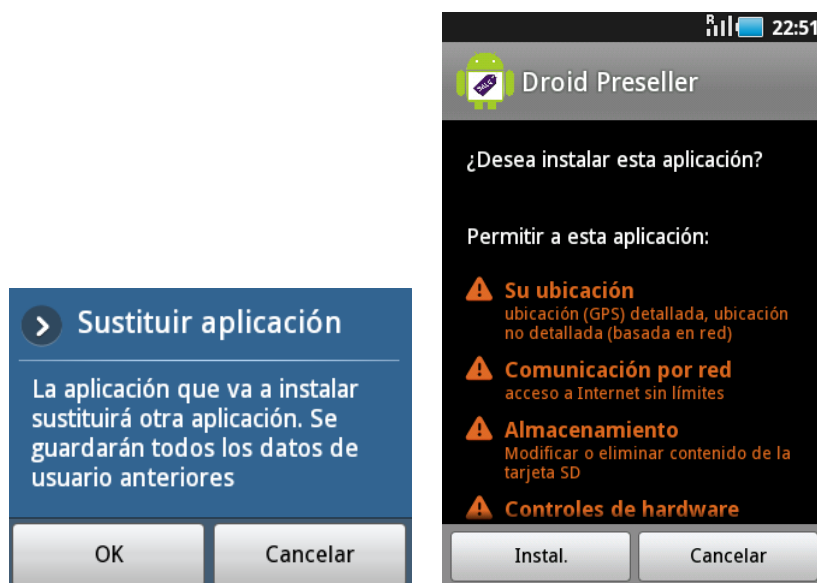 Sustituir aplicación
La aplicación que va a instalar
sustituirá otra aplicación. Se
guardarán todos los datos de
usuario anteriores
OK
Cancelar
R
22:51
SALE
Droid Preseller
¿Desea instalar esta aplicación?
Permitir a esta aplicación:
Su ubicación
ubicación (GPS) detallada, ubicación
no detallada (basada en red)
Comunicación por red
acceso a Internet sin límites
Almacenamiento
Modificar o eliminar contenido de la
tarjeta SD
Controles de hardware
Instal.
Cancelar